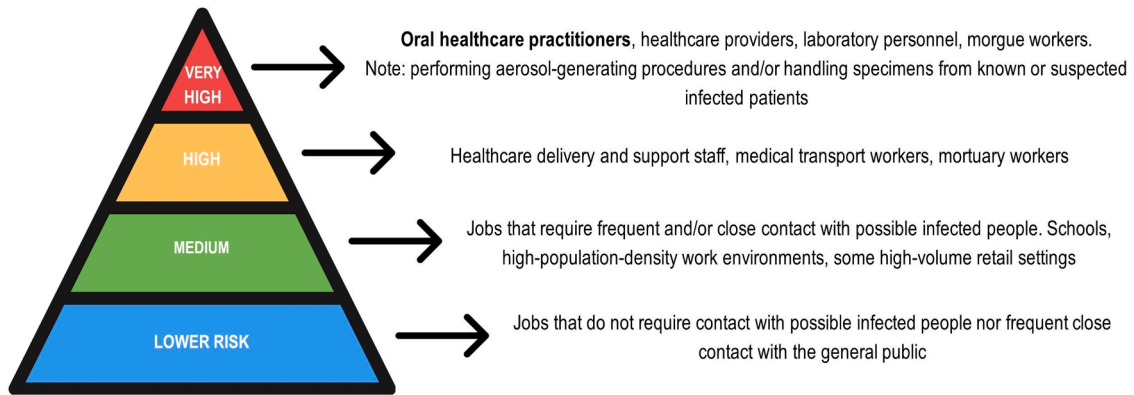 VERY
HIGH
Oral healthcare practitioners, healthcare providers, laboratory personnel, morgue workers.
Note: performing aerosol-generating procedures and/or handling specimens from known or suspected
infected patients
HIGH
Healthcare delivery and support staff, medical transport workers, mortuary workers
MEDIUM
Jobs that require frequent and/or close contact with possible infected people. Schools,
high-population-density work environments, some high-volume retail settings
LOWER RISK
Jobs that do not require contact with possible infected people nor frequent close
contact with the general public